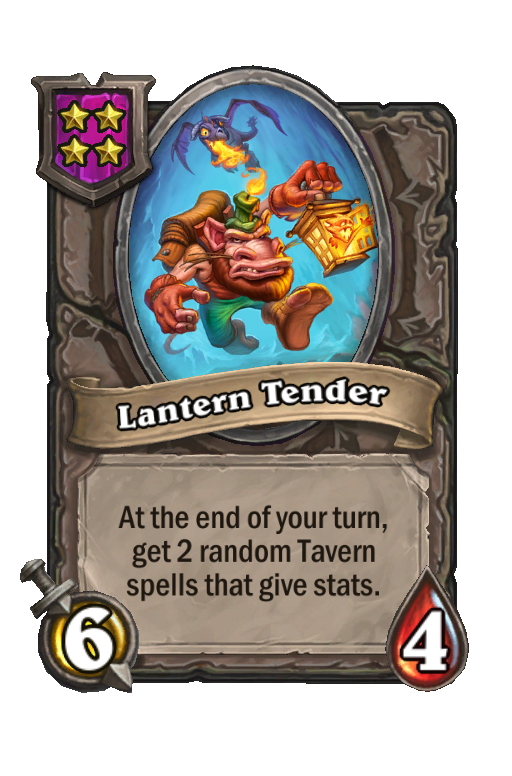 Lantern Tender
At the end of your turn,
get 2 random Tavern
spells that give stats.
6
4